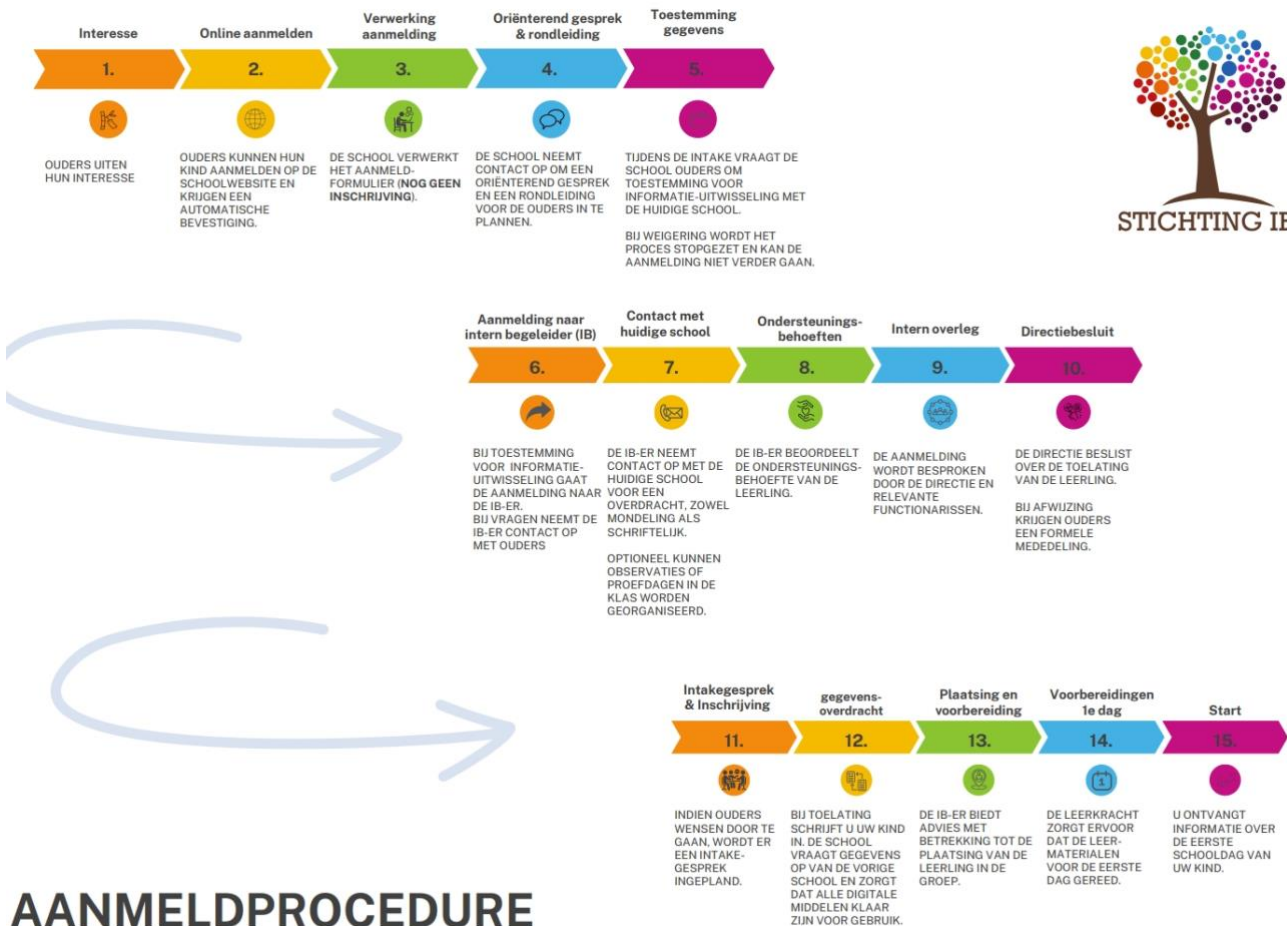 Interesse
1.
OUDERS UITEN
HUN INTERESSE
Online aanmelden
2.
OUDERS KUNNEN HUN
KIND AANMELDEN OP DE
SCHOOLWEBSITE EN
KRIJGEN EEN
AUTOMATISCHE
BEVESTIGING.
Verwerking
aanmelding
3.
DE SCHOOL VERWERKT
HET AANMELD-
FORMULIER (NOG GEEN
INSCHRIJVING).
Oriënterend gesprek
& rondleiding
4.
DE SCHOOL NEEMT
CONTACT OP OM EEN
ORIËNTEREND GESPREK
EN EEN RONDLEIDING
VOOR DE OUDERS IN TE
PLANNEN.
Toestemming
gegevens
5.
TIJDENS DE INTAKE VRAAGT DE
SCHOOL OUDERS OM
TOESTEMMING VOOR
INFORMATIE-UITWISSELING MET
DE HUIDIGE SCHOOL.
BIJ WEIGERING WORDT HET
PROCES STOPGEZET EN KAN DE
AANMELDING NIET VERDER GAAN.
STICHTING IB
Aanmelding naar
intern begeleider (IB)
6.
BIJ TOESTEMMING
VOOR INFORMATIE-
UITWISSELING GAAT
DE AANMELDING NAAR
DE IB-ER.
BIJ VRAGEN NEEMT DE
IB-ER CONTACT OP
MET OUDERS
Contact met
huidige school
7.
DE IB-ER NEEMT
CONTACT OP MET DE
HUIDIGE SCHOOL
VOOR EEN
OVERDRACHT, ZOWEL
MONDELING ALS
SCHRIFTELIJK.
OPTIONEEL KUNNEN
OBSERVATIES OF
PROEFDAGEN IN DE
KLAS WORDEN
GEORGANISEERD.
Ondersteunings-
behoeften
8.
DE IB-ER BEOORDEELT
DE ONDERSTEUNINGS-
BEHOEFTE VAN DE
LEERLING.
Intern overleg
9.
DE AANMELDING
WORDT BESPROKEN
DOOR DE DIRECTIE EN
RELEVANTE
FUNCTIONARISSEN.
Directiebesluit
10.
DE DIRECTIE BESLIST
OVER DE TOELATING
VAN DE LEERLING.
BIJ AFWIJZING
KRIJGEN OUDERS
EEN FORMELE
MEDEDELING.
Intakegesprek
& Inschrijving
11.
INDIEN OUDERS
WENSEN DOOR TE
GAAN, WORDT ER
EEN INTAKE-
GESPREK
INGEPLAND.
gegevens-
overdracht
12.
BIJ TOELATING
SCHRIJFT U UW KIND
IN. DE SCHOOL
VRAAGT GEGEVENS
OP VAN DE VORIGE
SCHOOL EN ZORGT
DAT ALLE DIGITALE
MIDDELEN KLAAR
ZIJN VOOR GEBRUIK.
Plaatsing en
voorbereiding
13.
DE IB-ER BIEDT
ADVIES MET
BETREKKING TOT DE
PLAATSING VAN DE
LEERLING IN DE
GROEP.
Voorbereidingen
1e dag
14.
1
DE LEERKRACHT
ZORGT ERVOOR
DAT DE LEER-
MATERIALEN
VOOR DE EERSTE
DAG GEREED.
Start
15.
U ONTVANGT
INFORMATIE OVER
DE EERSTE
SCHOOLDAG VAN
UW KIND.
AANMELDPROCEDURE